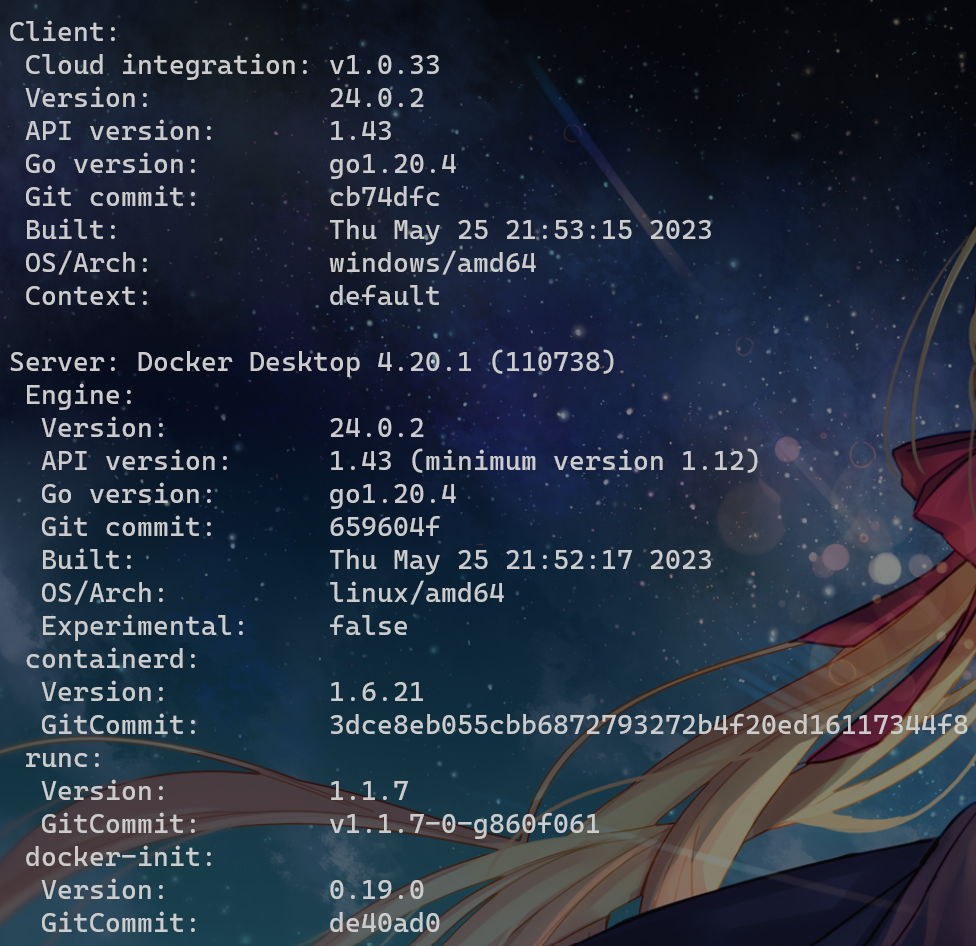 Client:
Cloud integration: v1.0.33
Version: 24.0.2
API version: 1.43
Go version: go1.20.4
Git commit: cb74dfc
Built: Thu May 25 21:53:15 2023
OS/Arch: windows/amd64
Context: default
Server: Docker Desktop 4.20.1 (110738)
Engine:
Version: 24.0.2
API version: 1.43 (minimum version 1.12)
Go version: go1.20.4
Git commit: 659604f
Built: Thu May 25 21:52:17 2023
OS/Arch: linux/amd64
Experimental: false
containerd:
Version: 1.6.21
GitCommit: 3dce8eb055cbb6872793272b4f20ed16117344f8
runc:
Version: 1.1.7
GitCommit: v1.1.7-0-g860f061
docker-init:
Version: 0.19.0
GitCommit: de40ad0